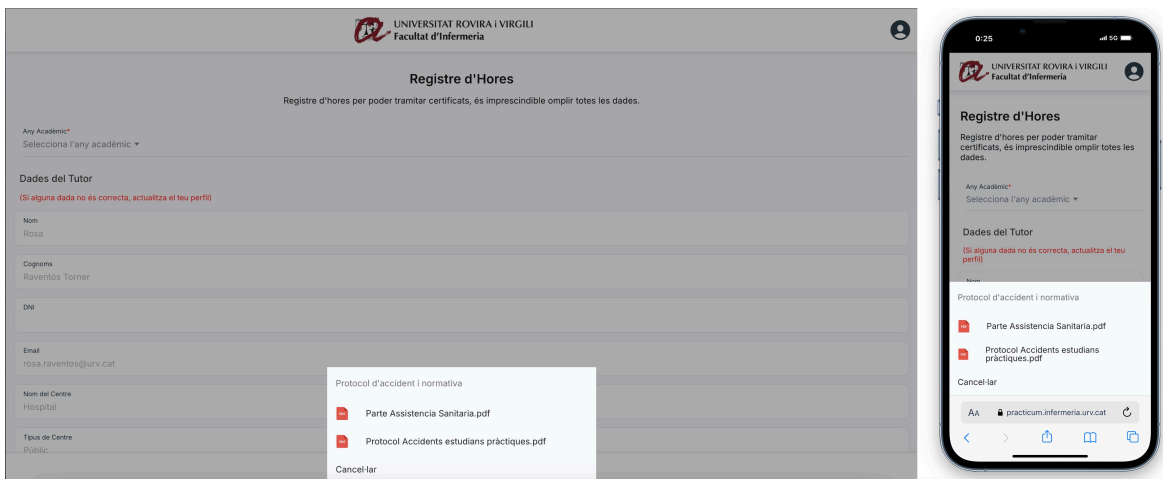 UNIVERSITAT ROVIRA i VIRGILI
Facultat d'Infermeria
Registre d'Hores
Registre d'hores per poder tramitar certificats, és imprescindible omplir totes les dades.
Any Acadèmic*
Selecciona l'any acadèmic
Dades del Tutor
(Si alguna dada no és correcta, actualitza el teu perfil)
Nom
Rosa
Cognoms
Raventós Torner
DNI
Email
rosa.raventos@urv.cat
Nom del Centre
Hospital
Tipus de Centre
Públic
Protocol d'accident i normativa
Parte Assistencia Sanitaria.pdf
Protocol Accidents estudians pràctiques.pdf
Cancel·lar
0:25
5G
UNIVERSITAT ROVIRA i VIRGILI
Facultat d'Infermeria
Registre d'Hores
Registre d'hores per poder tramitar
certificats, és imprescindible omplir totes les
dades.
Any Acadèmic*
Selecciona l'any acadèmic
Dades del Tutor
(Si alguna dada no és correcta, actualitza el teu
perfil)
Nom
Protocol d'accident i normativa
Parte Assistencia Sanitaria.pdf
Protocol Accidents estudians
pràctiques.pdf
Cancel·lar
AA practicum.infermeria.urv.cat